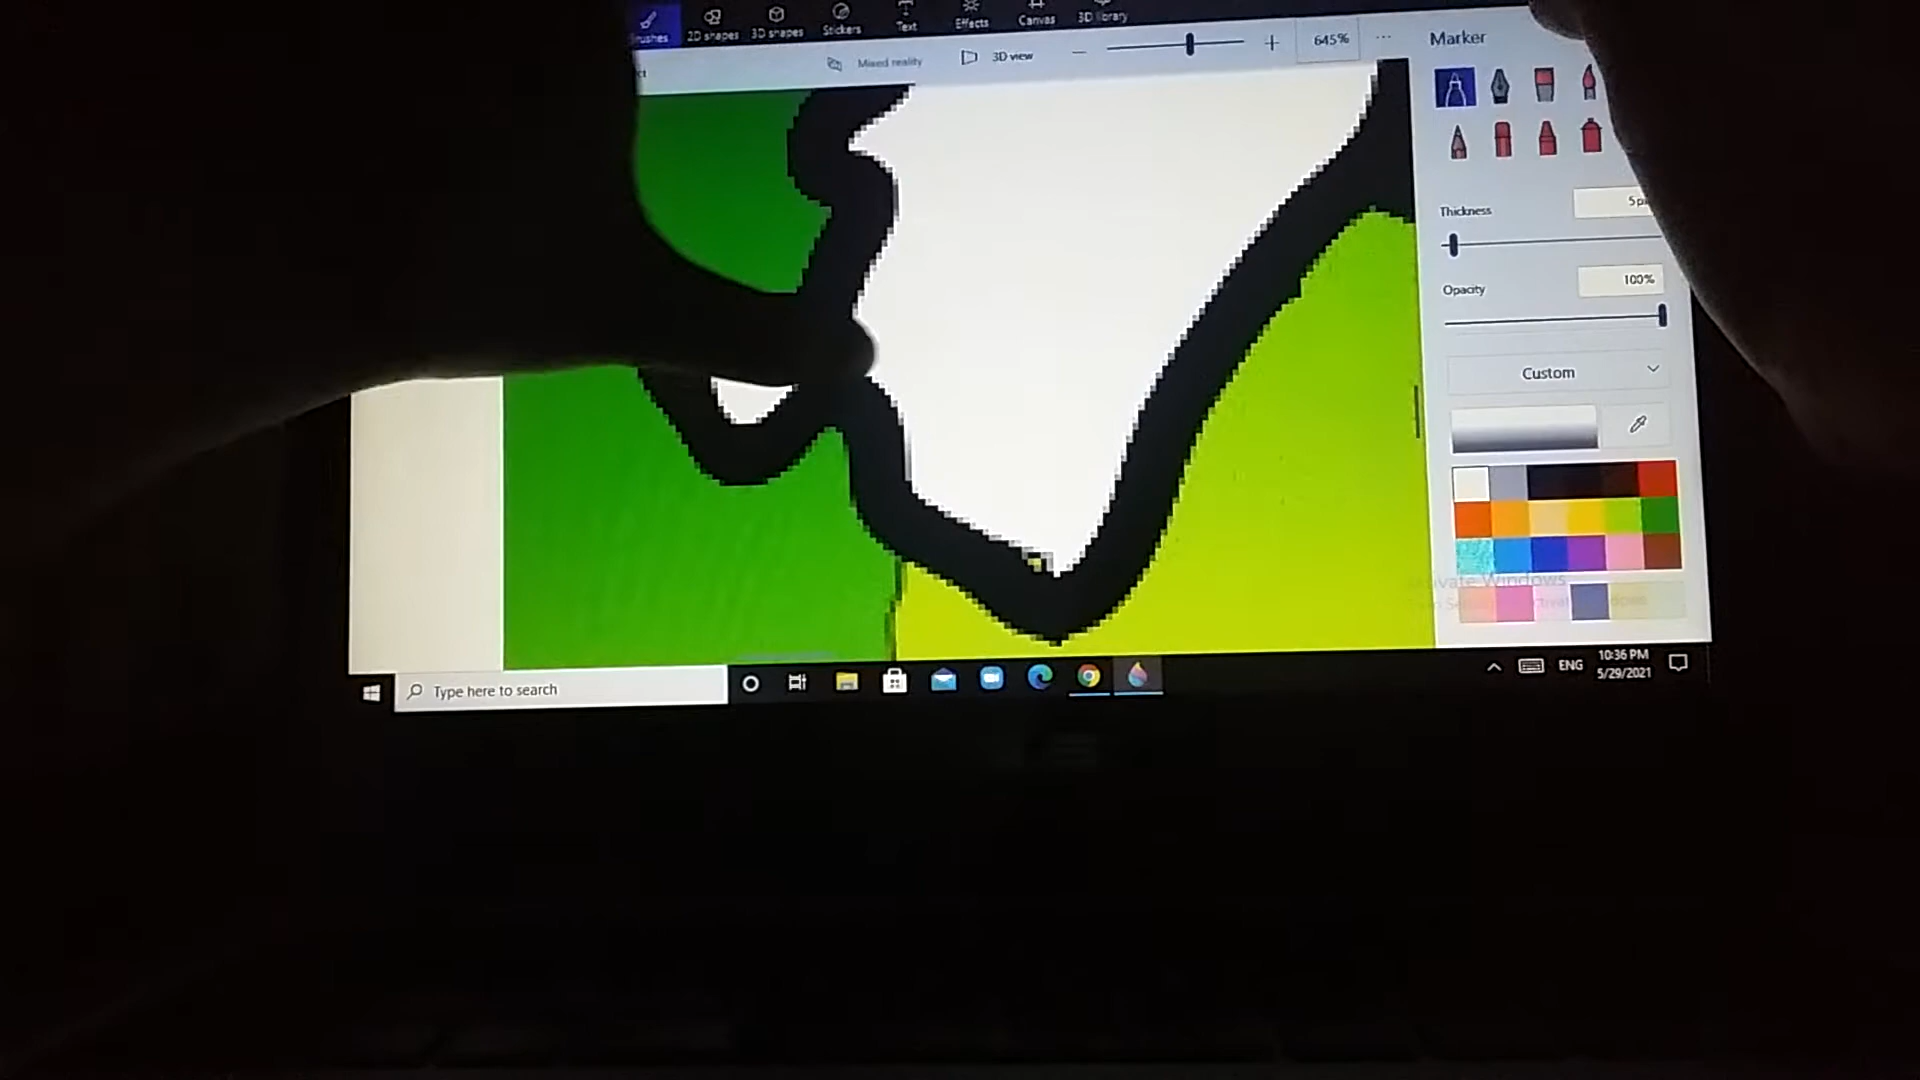 2D shapes
3D shapes
Stickers
Text
Effects
Canvas
3D library
Mixed reality
3D view
645%
Marker
Thickness
Opacity
100%
Custom
Type here to search
ENG
10:36 PM
5/29/2021